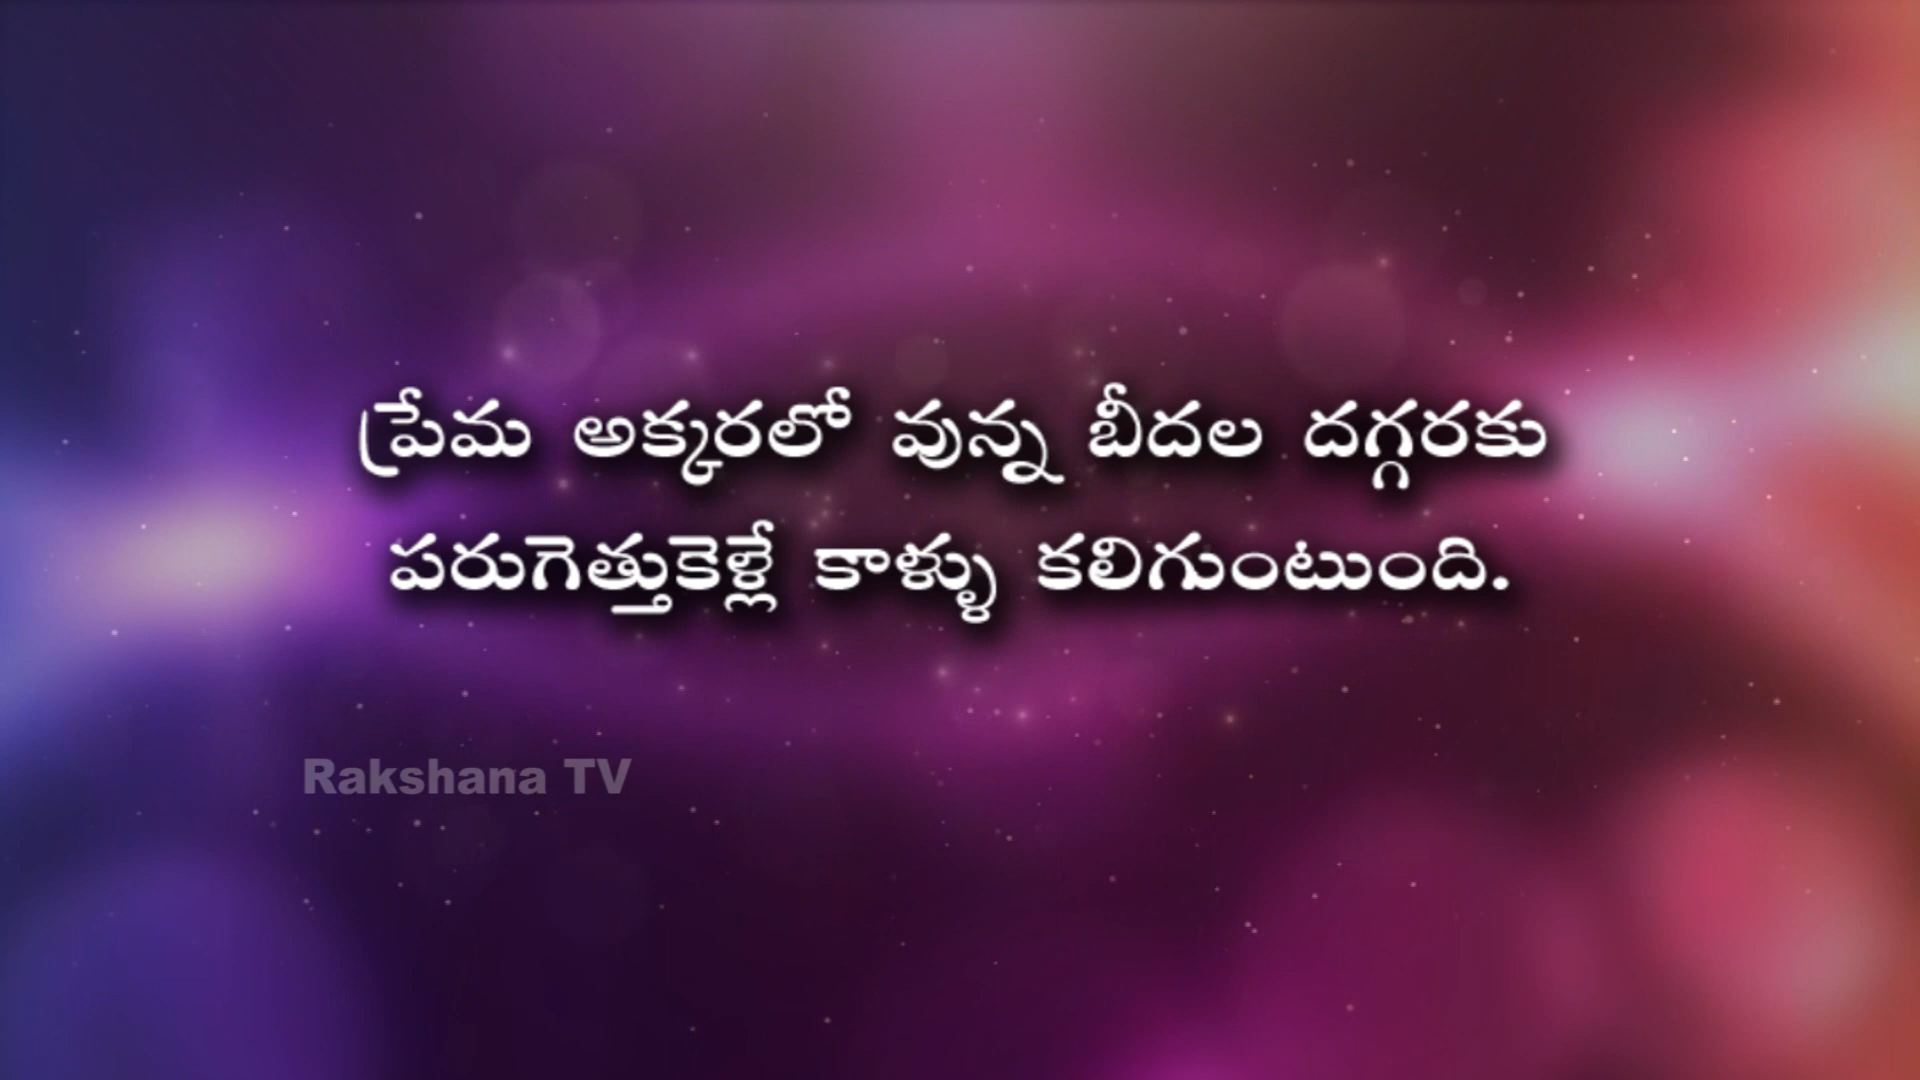 ప్రేమ అక్కరలో వున్న బీదల దగ్గరకు
పరుగెత్తుకెళ్లే కాళ్ళు కలిగుంటుంది.
Rakshana TV